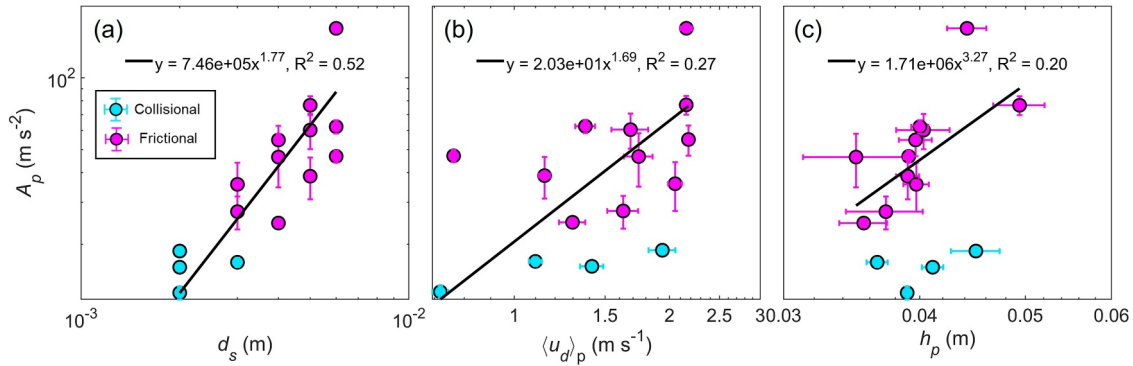 (a)
y = 7.46e+05x^1.77, R^2 = 0.52
Collisional
Frictional
10^2
A_p (m s^-2)
10^-3
10^-2
d_s (m)
(b)
y = 2.03e+01x^1.69, R^2 = 0.27
1
1.5
2
2.5
3
⟨u_d⟩_p (m s^-1)
(c)
y = 1.71e+06x^3.27, R^2 = 0.20
0.03
0.04
0.05
0.06
h_p (m)